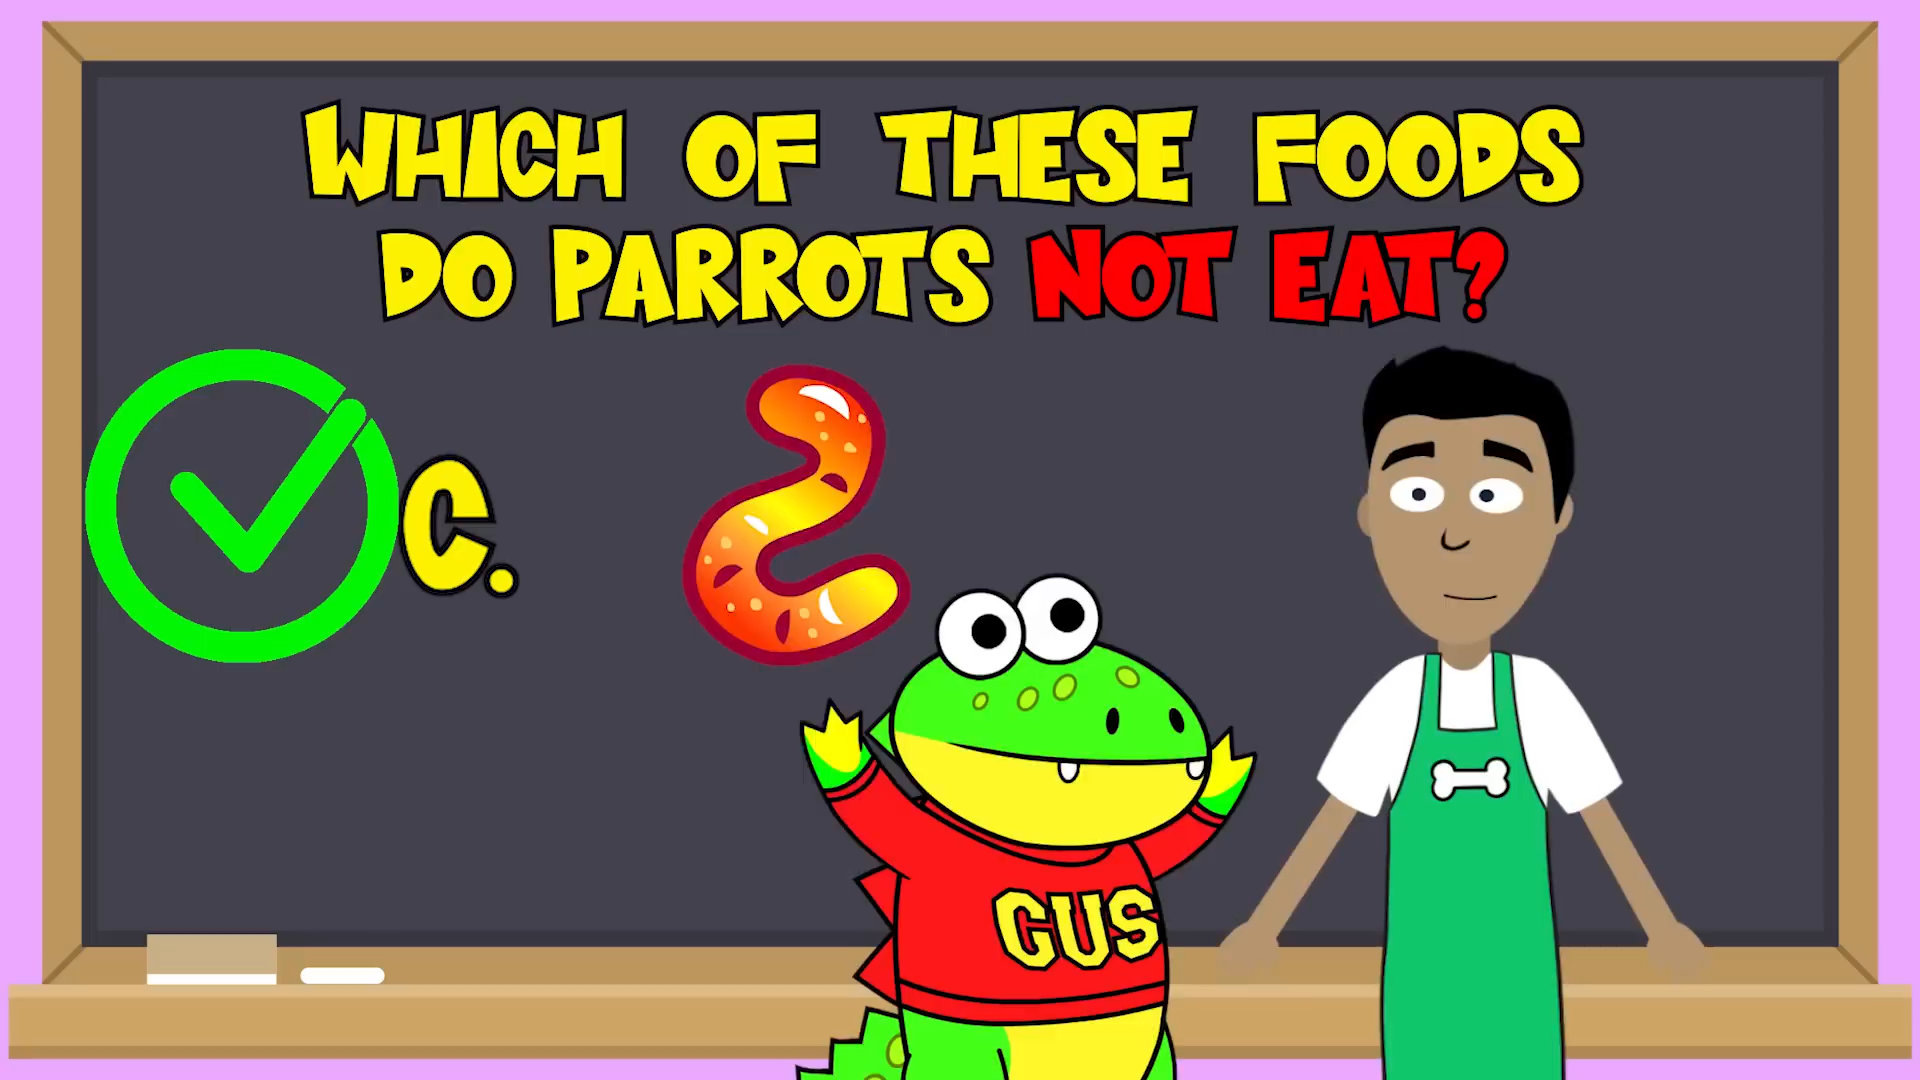 WHICH OF THESE FOODS
DO PARROTS NOT EAT?
C.
GUS